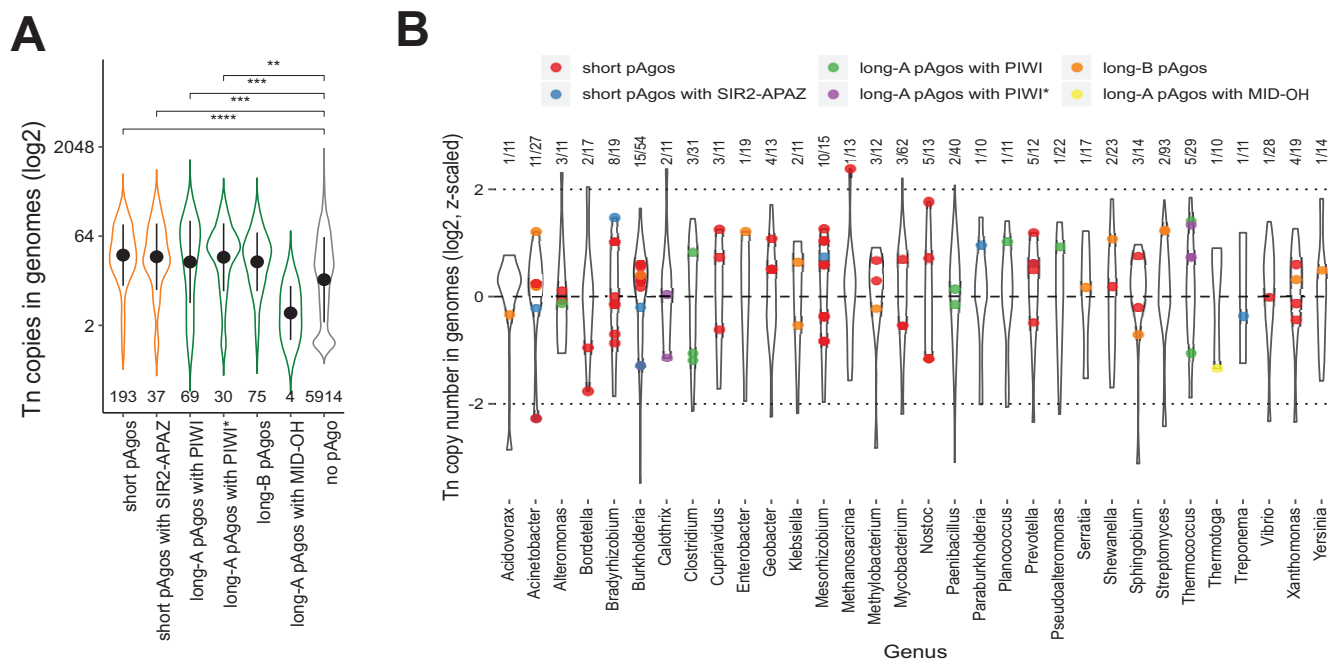 A
**
***
***
****
2048
64
2
Tn copies in genomes (log2)
193 37 69 30 75 4 5914
short pAgos
short pAgos with SIR2-APAZ
long-A pAgos with PIWI
long-A pAgos with PIWI*
long-B pAgos
long-A pAgos with MID-OH
no pAgo
B
short pAgos
long-A pAgos with PIWI
long-B pAgos
short pAgos with SIR2-APAZ
long-A pAgos with PIWI*
long-A pAgos with MID-OH
1/11
11/27
3/11
2/17
8/19
15/54
2/11
3/31
3/11
1/19
4/13
2/11
10/15
1/13
3/12
3/62
5/13
2/40
1/10
1/11
5/12
1/22
1/17
2/23
3/14
2/93
5/29
1/10
1/11
1/28
4/19
1/14
2
0
-2
Tn copy number in genomes (log2, z-scaled)
Acidovorax
Acinetobacter
Alteromonas
Bordetella
Bradyrhizobium
Burkholderia
Calothrix
Clostridium
Cupriavidus
Enterobacter
Geobacter
Klebsiella
Mesorhizobium
Methanosarcina
Methylobacterium
Mycobacterium
Nostoc
Paenibacillus
Paraburkholderia
Planococcus
Prevotella
Pseudoalteromonas
Serratia
Shewanella
Sphingobium
Streptomyces
Thermococcus
Thermotoga
Treponema
Vibrio
Xanthomonas
Yersinia
Genus